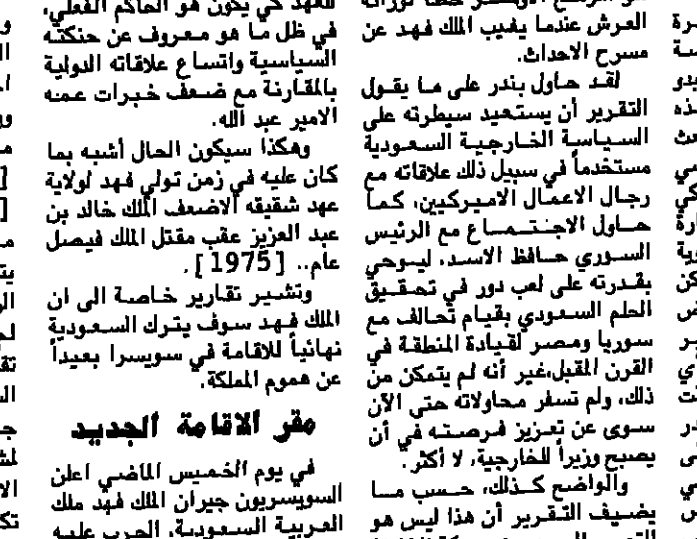 العرش عندما يغيب الملك فهد عن
مسرح الاحداث.
لقد حاول بندر على ما يقول
التقرير أن يستعيد سيطرته على
السياسة الخارجية السعودية
مستخدماً في سبيل ذلك علاقاته مع
رجال الاعمال الاميركيين، كما
حاول الاجتماع مع الرئيس
السوري حافظ الاسد. ليوحي
بقدرته على لعب دور في تحقيق
الحلم السعودي بقيام تحالف مع
سوريا ومصر لقيادة المنطقة في
القرن المقبل،غير أنه لم يتمكن من
ذلك، ولم تسفر محاولاته حتى الآن
سوى عن تعزيز فرصته في أن
يصبح وزيراً للخارجية، لا أكثر.
والواضح كذلك، حسب ما
يضيف التقرير أن هذا ليس هو
للعهد كي يكون هو الحاكم الفعلي،
في ظل ما هو معروف عن حنكته
السياسية واتساع علاقاته الدولية
بالمقارنة مع ضعف خبرات عمه
الامير عبد الله.
وهكذا سيكون الحال أشبه بما
كان عليه في زمن تولي فهد لولاية
عهد شقيقه الاضعف الملك خالد بن
عبد العزيز عقب مقتل الملك فيصل
عام.. [1975].
وتشير تقارير خاصة الى ان
الملك فهد سوف يترك السعودية
نهائياً للاقامة في سويسرا بعيداً
عن هموم المملكة.
مقر الاقامة الجديد
في يوم الخميس الماضي اعلن
السويسريون جيران الملك فهد ملك
العربية السعودية، الحرب عليه